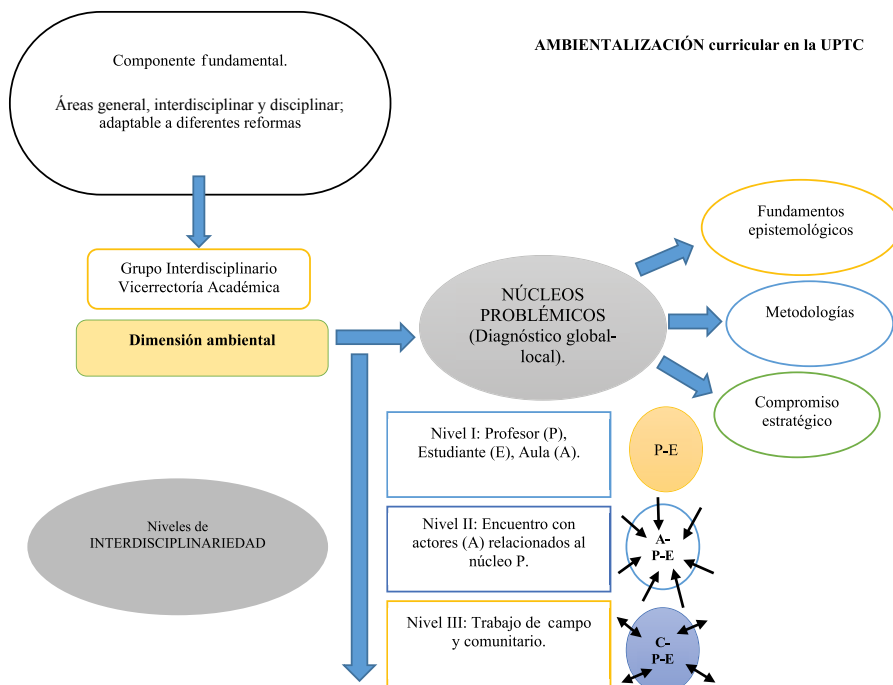 AMBIENTALIZACIÓN curricular en la UPTC
Componente fundamental.
Áreas general, interdisciplinar y disciplinar;
adaptable a diferentes reformas
Grupo Interdisciplinario
Vicerrectoría Académica
Dimensión ambiental
NÚCLEOS
PROBLÉMICOS
(Diagnóstico global-
local).
Fundamentos
epistemológicos
Metodologías
Compromiso
estratégico
Nivel I: Profesor (P),
Estudiante (E), Aula (A).
P-E
Niveles de
INTERDISCIPLINARIEDAD
Nivel II: Encuentro con
actores (A) relacionados al
núcleo P.
A-
P-E
Nivel III: Trabajo de campo
y comunitario.
C-
P-E